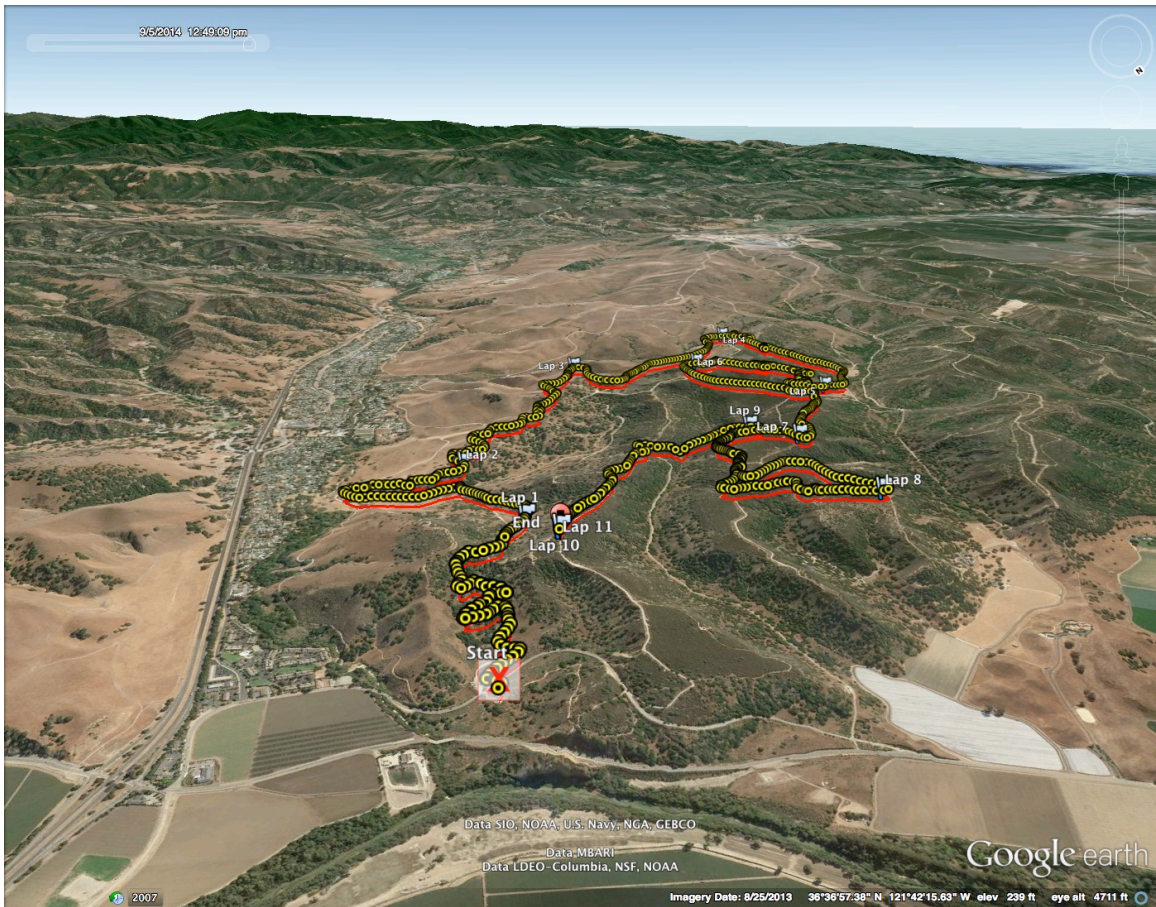 9/5/2014 12:49:09 pm
N
Lap 4
Lap 3
Lap 6
Lap 9
Lap 7
Lap 2
Lap 8
Lap 1
End
Lap 11
Lap 10
Start
Data SIO, NOAA, U.S. Navy, NGA, GEBCO
Data MBARI
Data LDEO-Columbia, NSF, NOAA
Google earth
2007
Imagery Date: 8/25/2013 36°36'57.38" N 121°42'15.63" W elev 239 ft eye alt 4711 ft